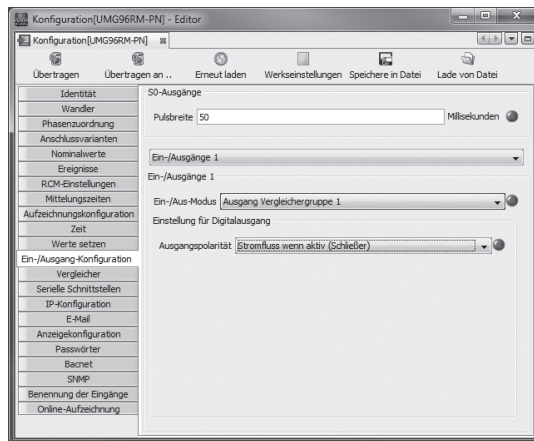 Konfiguration[UMG96RM-PN] - Editor
Konfiguration[UMG96RM-PN]
Übertragen Übertragen an .. Erneut laden Werkseinstellungen Speichere in Datei Lade von Datei
Identität
Wandler
Phasenzuordnung
Anschlussvarianten
Nominalwerte
Ereignisse
RCM-Einstellungen
Mittelungszeiten
Aufzeichnungskonfiguration
Zeit
Werte setzen
Ein-/Ausgang-Konfiguration
Vergleicher
Serielle Schnittstellen
IP-Konfiguration
E-Mail
Anzeigekonfiguration
Passwörter
Bacnet
SNMP
Benennung der Eingänge
Online-Aufzeichnung
S0-Ausgänge
Pulsbreite 50 Millisekunden
Ein-/Ausgänge 1
Ein-/Ausgänge 1
Ein-/Aus-Modus Ausgang Vergleichergruppe 1
Einstellung für Digitalausgang
Ausgangspolarität Stromfluss wenn aktiv (Schließer)